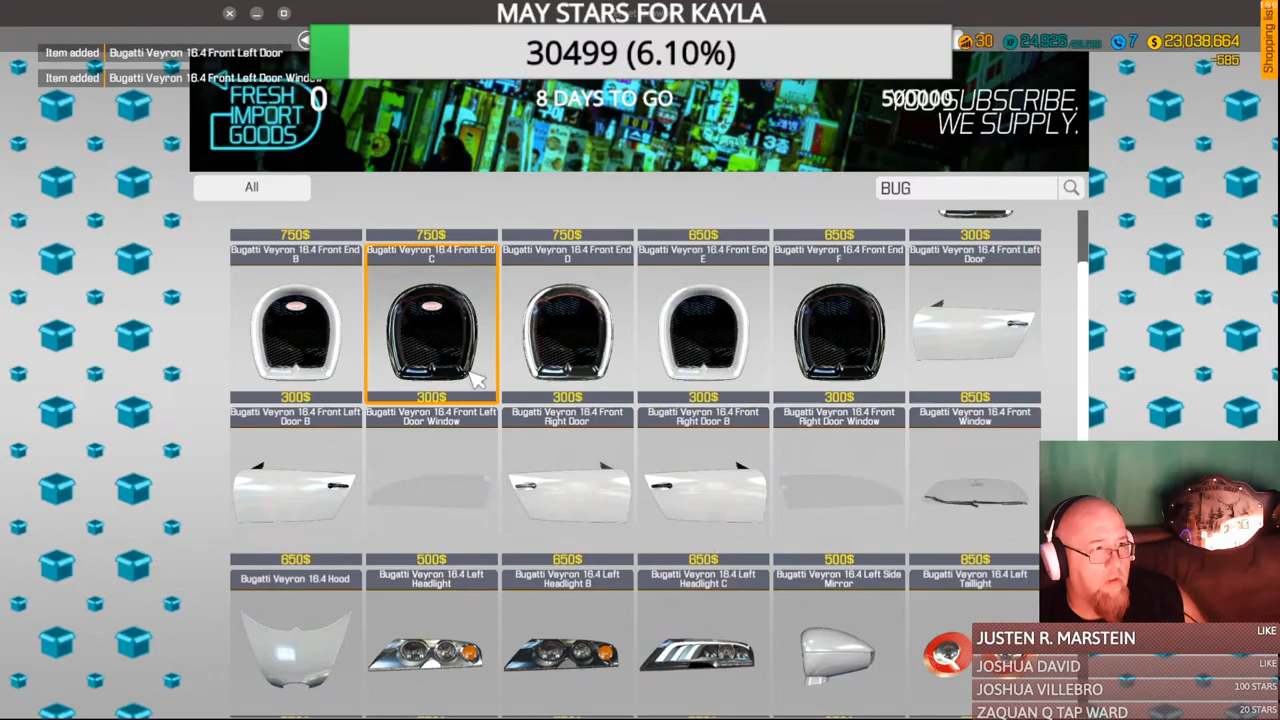 MAY STARS FOR KAYLA
30499 (6.10%)
0
8 DAYS TO GO
500000
Shopping list
Item added Bugatti Veyron 16.4 Front Left Door
Item added Bugatti Veyron 16.4 Front Left Door Window
30
XP 24,926
7
$ 23,038,664
-585
FRESH
IMPORT
GOODS
YOU SUBSCRIBE.
WE SUPPLY.
All
BUG
750$ 750$ 750$ 650$ 650$ 300$
Bugatti Veyron 16.4 Front End B
Bugatti Veyron 16.4 Front End C
Bugatti Veyron 16.4 Front End D
Bugatti Veyron 16.4 Front End E
Bugatti Veyron 16.4 Front End F
Bugatti Veyron 16.4 Front Left Door
300$ 300$ 300$ 300$ 300$ 650$
Bugatti Veyron 16.4 Front Left Door B
Bugatti Veyron 16.4 Front Left Door Window
Bugatti Veyron 16.4 Front Right Door
Bugatti Veyron 16.4 Front Right Door B
Bugatti Veyron 16.4 Front Right Door Window
Bugatti Veyron 16.4 Front Window
650$ 500$ 650$ 650$ 500$ 650$
Bugatti Veyron 16.4 Hood
Bugatti Veyron 16.4 Left Headlight
Bugatti Veyron 16.4 Left Headlight B
Bugatti Veyron 16.4 Left Headlight C
Bugatti Veyron 16.4 Left Side Mirror
Bugatti Veyron 16.4 Left Taillight
JUSTEN R. MARSTEIN LIKE
JOSHUA DAVID LIKE
JOSHUA VILLEBRO 100 STARS
ZAQUAN Q TAP WARD 20 STARS